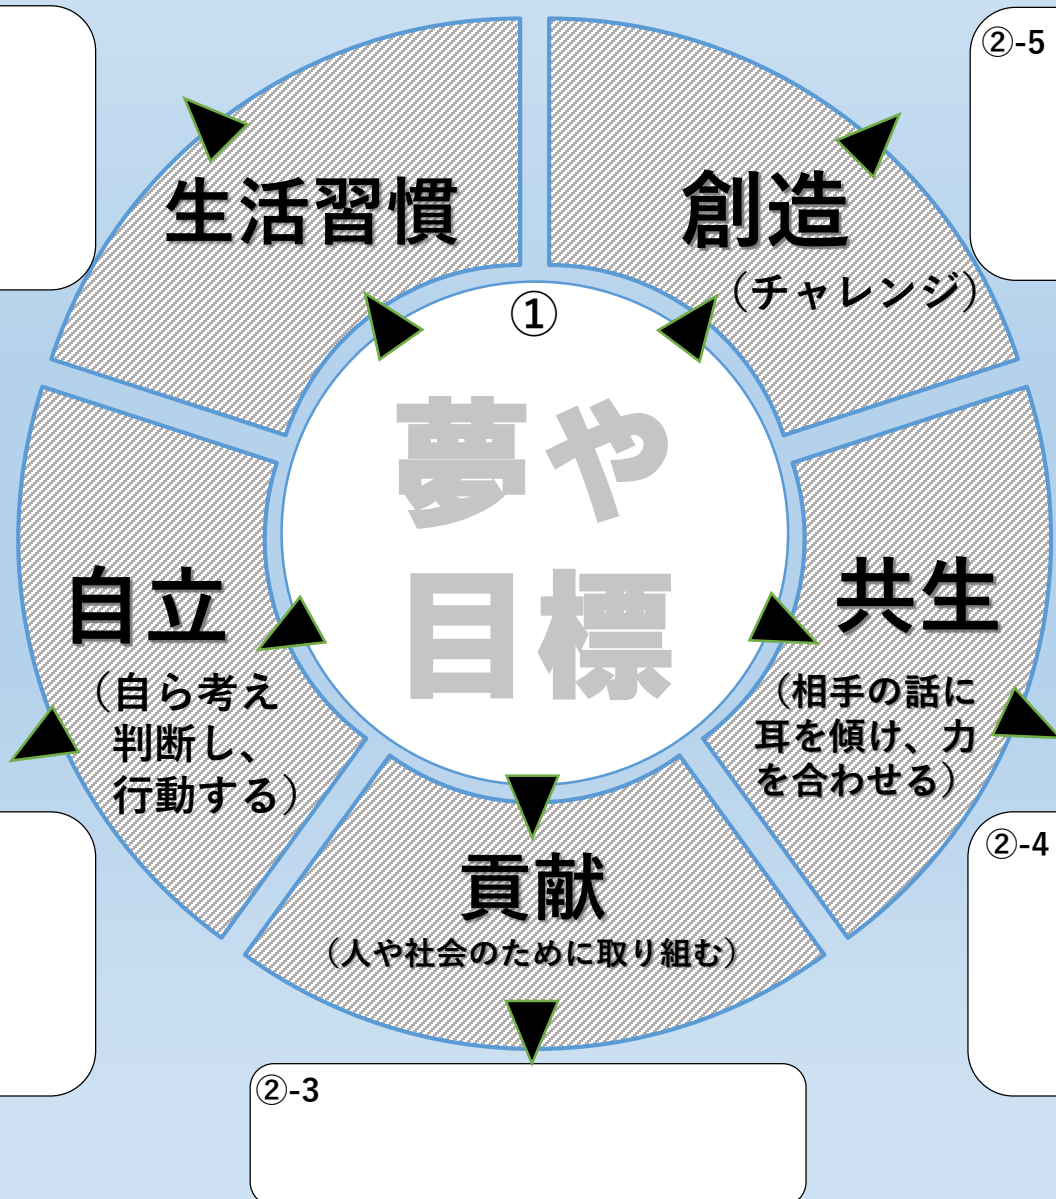 ②-5
生活習慣
創造
（チャレンジ）
①
夢や
目標
自立
（自ら考え
判断し、
行動する）
共生
（相手の話に
耳を傾け、力
を合わせる）
②-4
貢献
（人や社会のために取り組む）
②-3